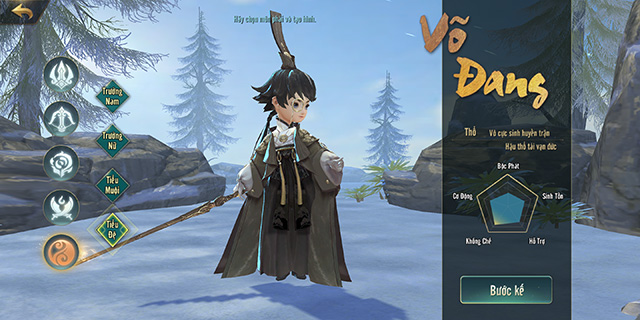 Hãy chọn môn phái và tạo hình.
Võ
Đang
Trưởng
Nam
Trưởng
Nữ
Tiểu
Muội
Tiểu
Đệ
Thổ
Võ cực sinh huyền trận
Hậu thổ tái vạn đức
Bộc Phát
Cơ Động
Sinh Tồn
Khống Chế
Hỗ Trợ
Bước kế